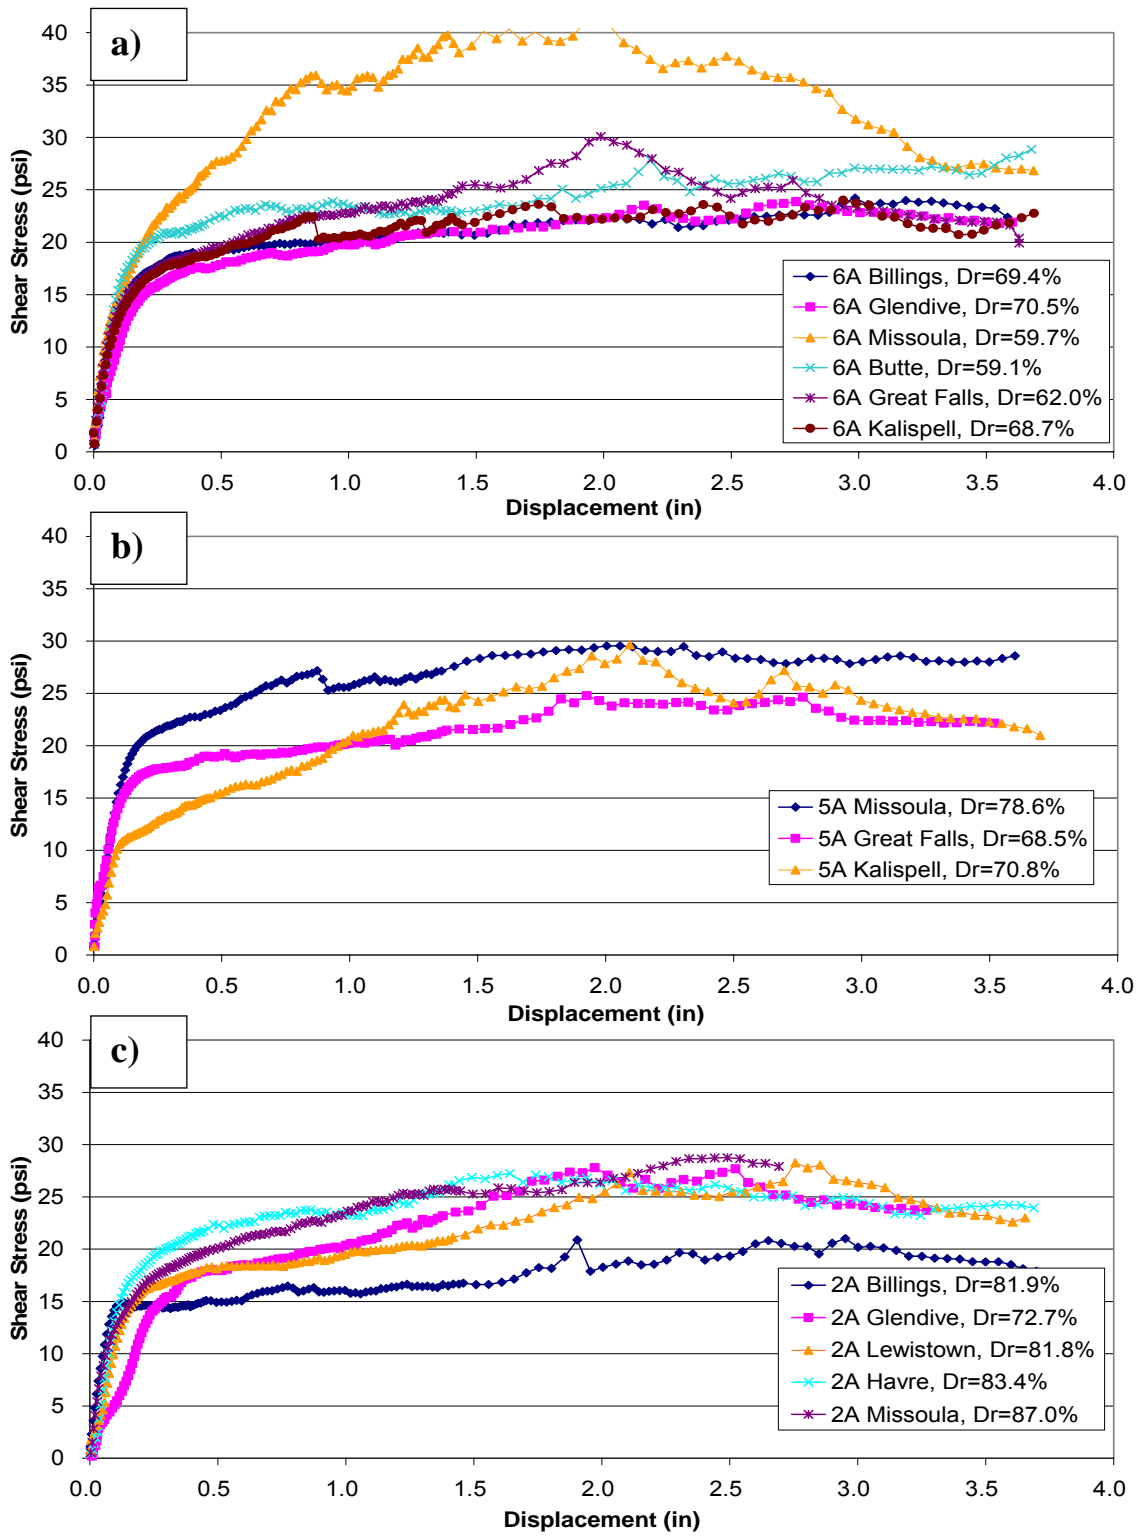 a)
40
35
30
25
20
15
10
5
0
Shear Stress (psi)
6A Billings, Dr=69.4%
6A Glendive, Dr=70.5%
6A Missoula, Dr=59.7%
6A Butte, Dr=59.1%
6A Great Falls, Dr=62.0%
6A Kalispell, Dr=68.7%
0.0 0.5 1.0 1.5 2.0 2.5 3.0 3.5 4.0
Displacement (in)
b)
40
35
30
25
20
15
10
5
0
Shear Stress (psi)
5A Missoula, Dr=78.6%
5A Great Falls, Dr=68.5%
5A Kalispell, Dr=70.8%
0.0 0.5 1.0 1.5 2.0 2.5 3.0 3.5 4.0
Displacement (in)
c)
40
35
30
25
20
15
10
5
0
Shear Stress (psi)
2A Billings, Dr=81.9%
2A Glendive, Dr=72.7%
2A Lewistown, Dr=81.8%
2A Havre, Dr=83.4%
2A Missoula, Dr=87.0%
0.0 0.5 1.0 1.5 2.0 2.5 3.0 3.5 4.0
Displacement (in)